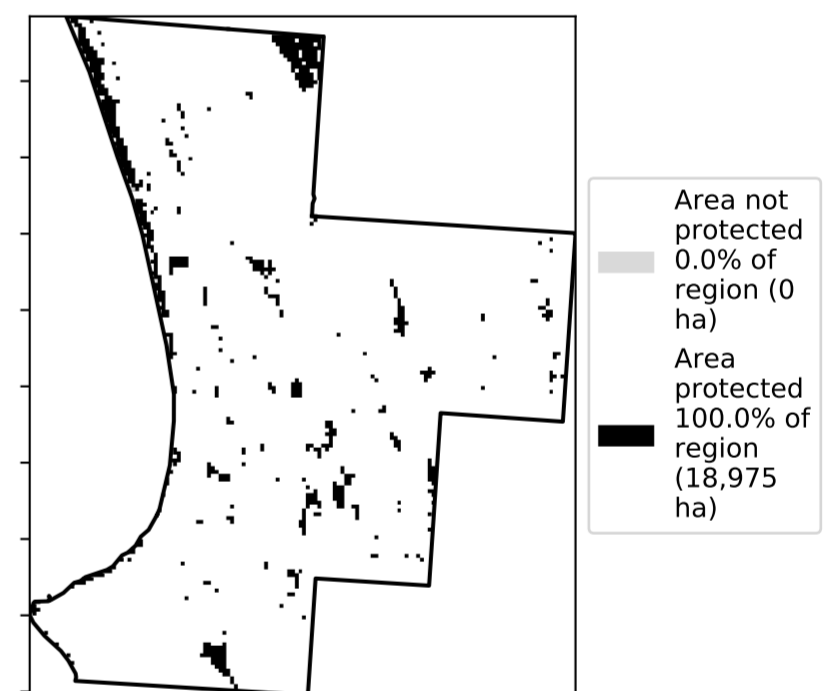 Area not
protected
0.0% of
region (0
ha)
Area
protected
100.0% of
region
(18,975
ha)